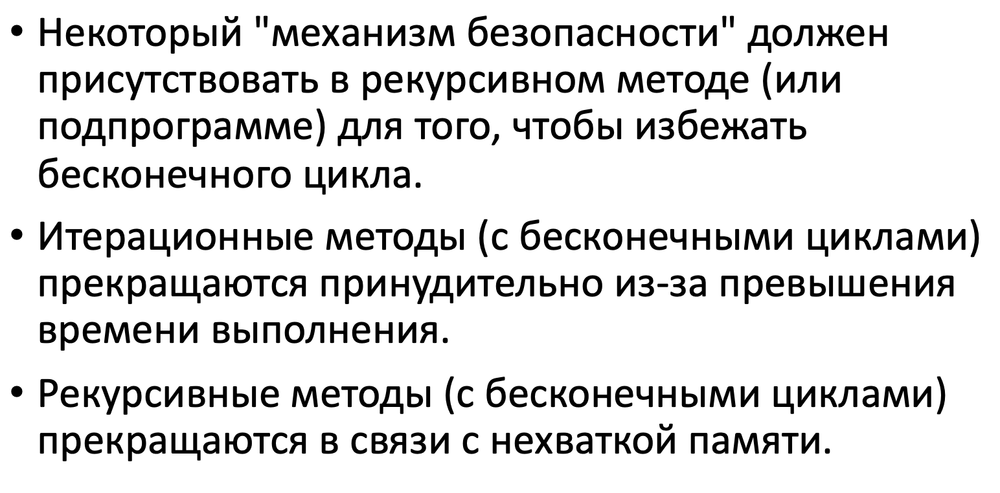 • Некоторый "механизм безопасности" должен
присутствовать в рекурсивном методе (или
подпрограмме) для того, чтобы избежать
бесконечного цикла.
• Итерационные методы (с бесконечными циклами)
прекращаются принудительно из-за превышения
времени выполнения.
• Рекурсивные методы (с бесконечными циклами)
прекращаются в связи с нехваткой памяти.